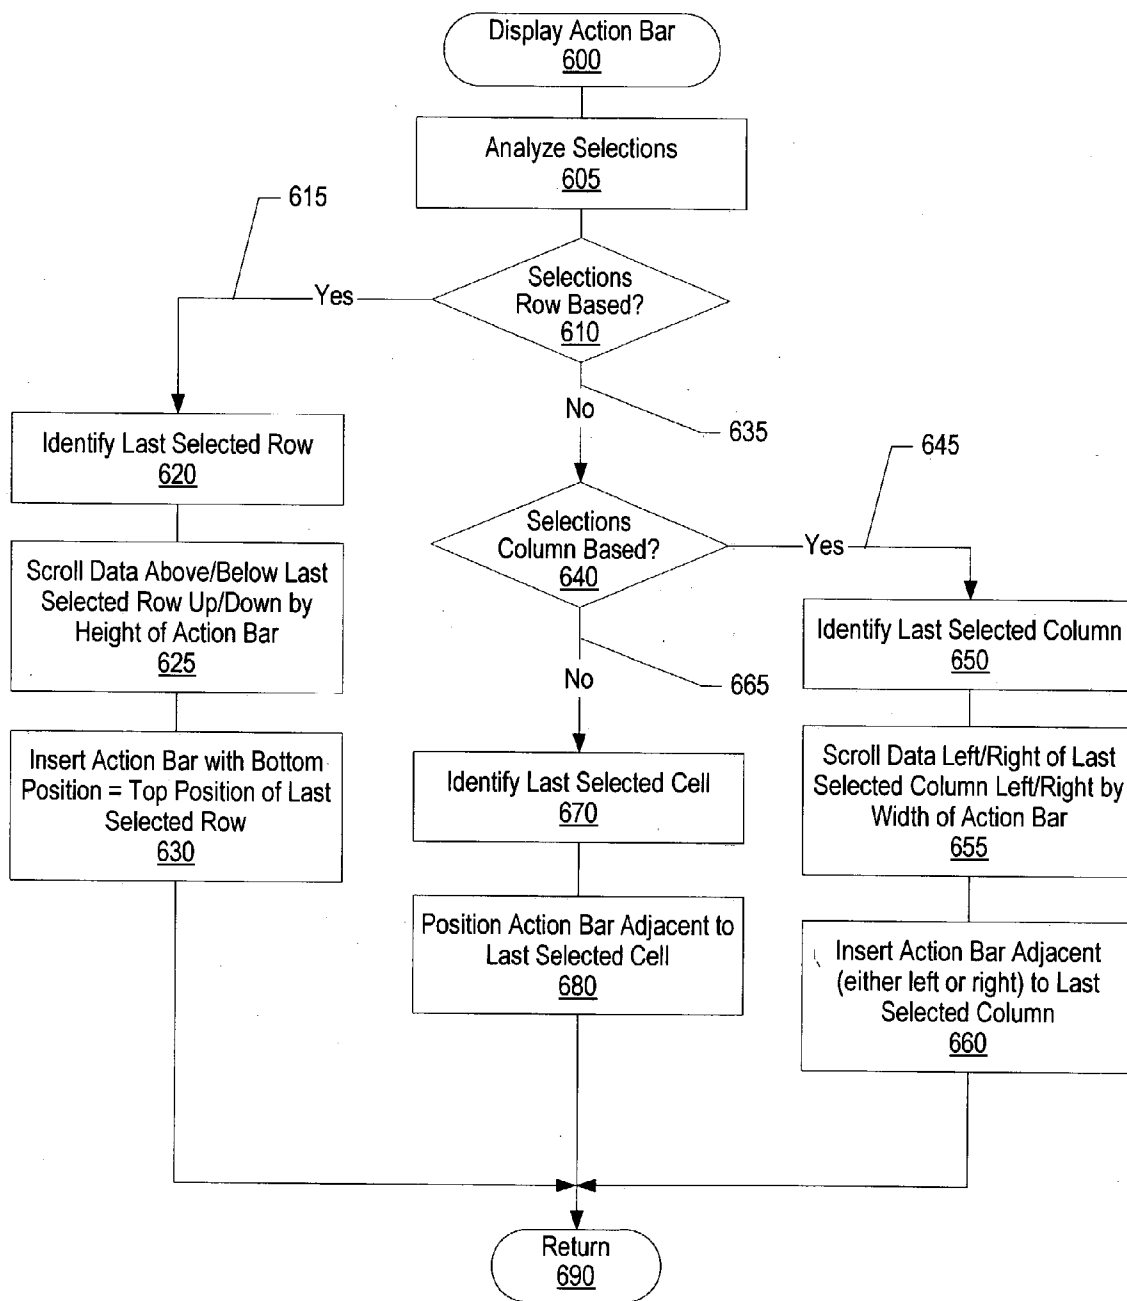 Display Action Bar
600
Analyze Selections
605
615
Selections
Row Based?
610
Yes
No
635
Identify Last Selected Row
620
Scroll Data Above/Below Last
Selected Row Up/Down by
Height of Action Bar
625
Insert Action Bar with Bottom
Position = Top Position of Last
Selected Row
630
Selections
Column Based?
640
Yes
645
No
665
Identify Last Selected Cell
670
Position Action Bar Adjacent to
Last Selected Cell
680
Identify Last Selected Column
650
Scroll Data Left/Right of Last
Selected Column Left/Right by
Width of Action Bar
655
Insert Action Bar Adjacent
(either left or right) to Last
Selected Column
660
Return
690